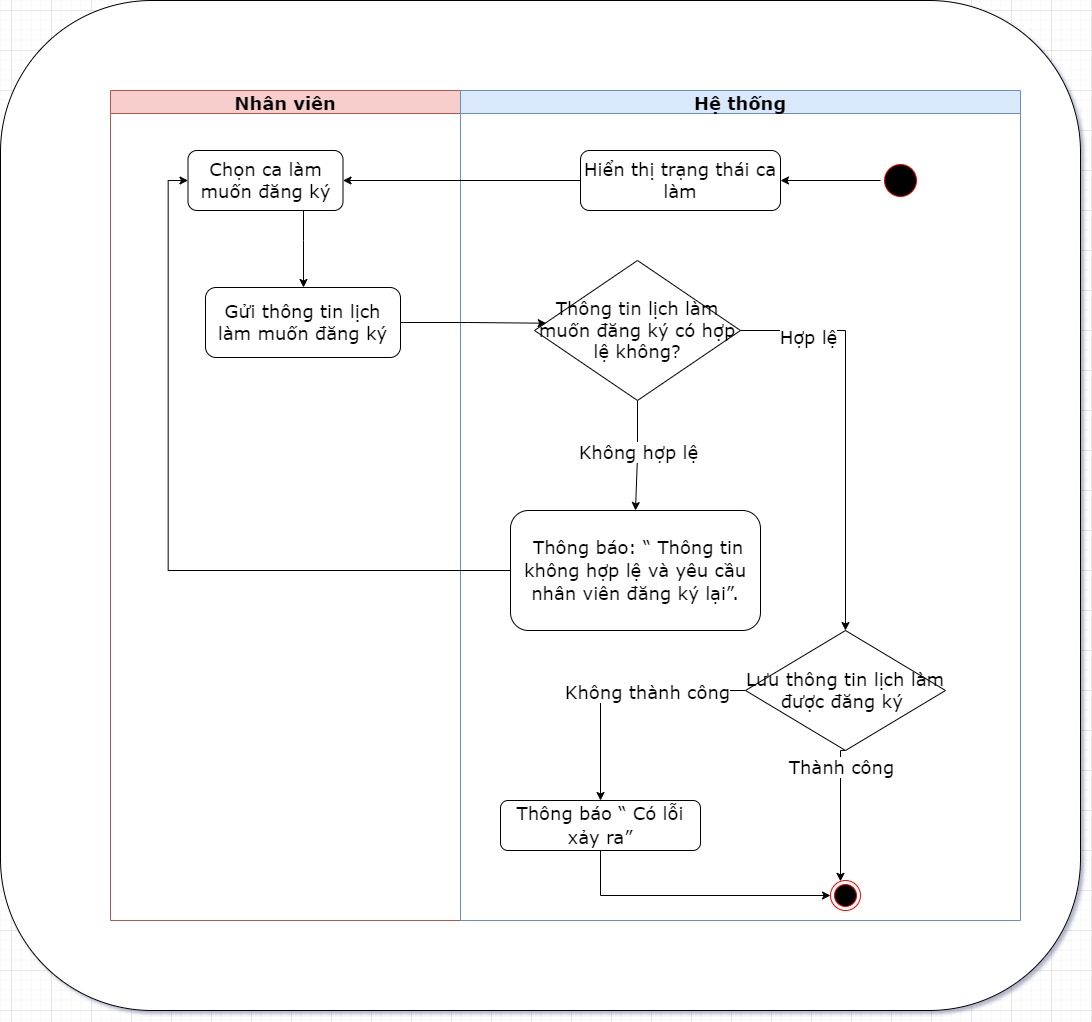 Nhân viên
Hệ thống
Chọn ca làm
muốn đăng ký
Hiển thị trạng thái ca
làm
Gửi thông tin lịch
làm muốn đăng ký
Thông tin lịch làm
muốn đăng ký có hợp
lệ không?
Hợp lệ
Không hợp lệ
Thông báo: “ Thông tin
không hợp lệ và yêu cầu
nhân viên đăng ký lại”.
Lưu thông tin lịch làm
được đăng ký
Không thành công
Thành công
Thông báo “ Có lỗi
xảy ra”